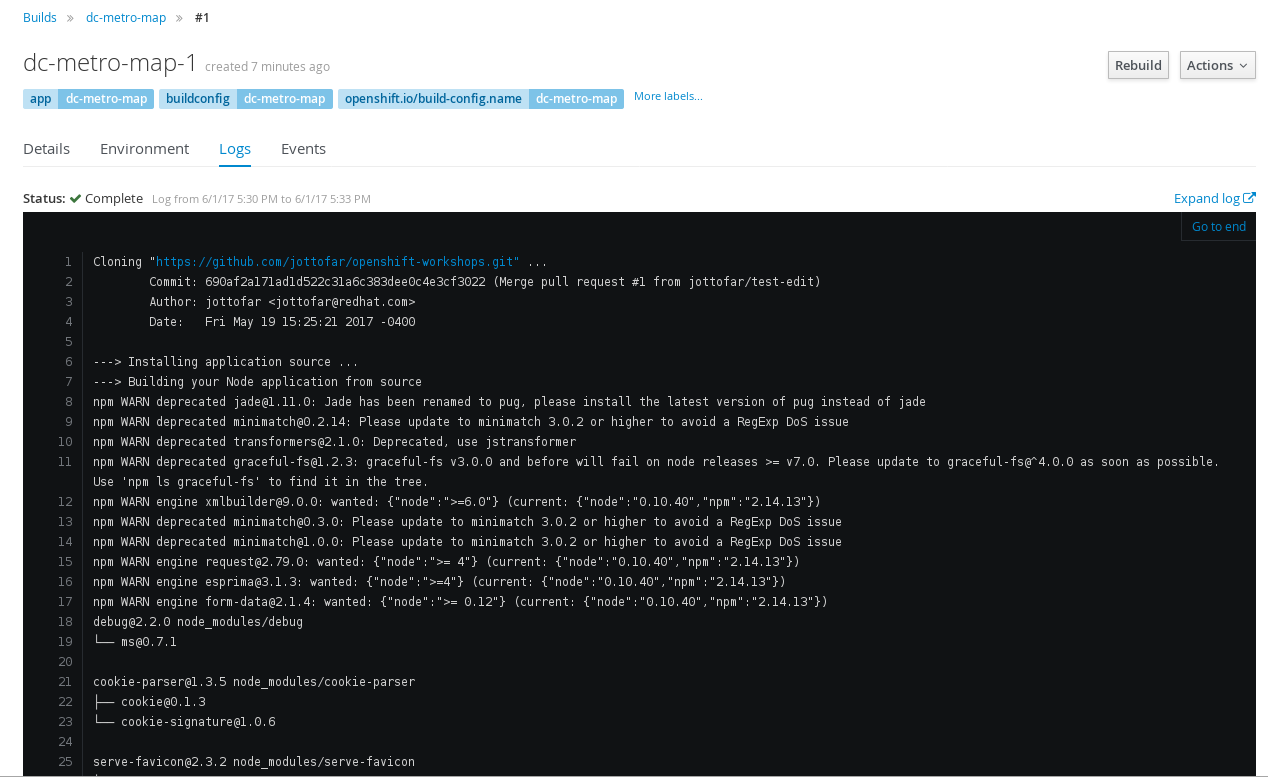 Builds » dc-metro-map » #1
dc-metro-map-1 created 7 minutes ago
Rebuild Actions
app dc-metro-map buildconfig dc-metro-map openshift.io/build-config.name dc-metro-map More labels...
Details Environment Logs Events
Status: Complete Log from 6/1/17 5:30 PM to 6/1/17 5:33 PM Expand log
Go to end
1 Cloning "https://github.com/jottofar/openshift-workshops.git" ...
2 Commit: 690af2a171ad1d522c31a6c383dee0c4e3cf3022 (Merge pull request #1 from jottofar/test-edit)
3 Author: jottofar <jottofar@redhat.com>
4 Date: Fri May 19 15:25:21 2017 -0400
5
6 ---> Installing application source ...
7 ---> Building your Node application from source
8 npm WARN deprecated jade@1.11.0: Jade has been renamed to pug, please install the latest version of pug instead of jade
9 npm WARN deprecated minimatch@0.2.14: Please update to minimatch 3.0.2 or higher to avoid a RegExp DoS issue
10 npm WARN deprecated transformers@2.1.0: Deprecated, use jstransformer
11 npm WARN deprecated graceful-fs@1.2.3: graceful-fs v3.0.0 and before will fail on node releases >= v7.0. Please update to graceful-fs@^4.0.0 as soon as possible.
Use 'npm ls graceful-fs' to find it in the tree.
12 npm WARN engine xmlbuilder@9.0.0: wanted: {"node":">=6.0"} (current: {"node":"0.10.40","npm":"2.14.13"})
13 npm WARN deprecated minimatch@0.3.0: Please update to minimatch 3.0.2 or higher to avoid a RegExp DoS issue
14 npm WARN deprecated minimatch@1.0.0: Please update to minimatch 3.0.2 or higher to avoid a RegExp DoS issue
15 npm WARN engine request@2.79.0: wanted: {"node":">= 4"} (current: {"node":"0.10.40","npm":"2.14.13"})
16 npm WARN engine esprima@3.1.3: wanted: {"node":">=4"} (current: {"node":"0.10.40","npm":"2.14.13"})
17 npm WARN engine form-data@2.1.4: wanted: {"node":">= 0.12"} (current: {"node":"0.10.40","npm":"2.14.13"})
18 debug@2.2.0 node_modules/debug
19 └── ms@0.7.1
20
21 cookie-parser@1.3.5 node_modules/cookie-parser
22 ├── cookie@0.1.3
23 └── cookie-signature@1.0.6
24
25 serve-favicon@2.3.2 node_modules/serve-favicon